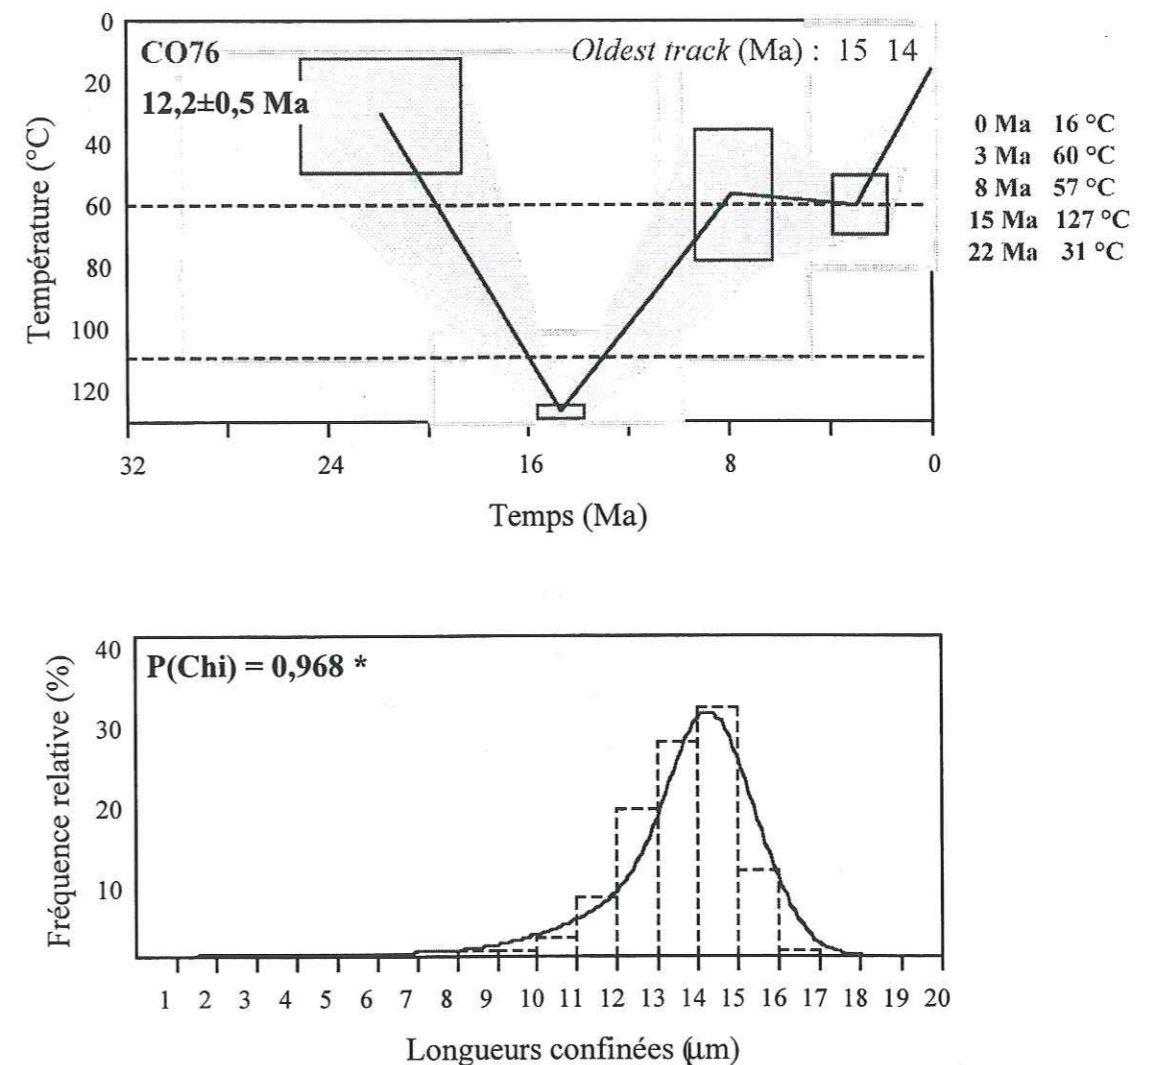 CO76
Oldest track (Ma) : 15 14
12,2±0,5 Ma
0
20
40
60
80
100
120
Température (°C)
0 Ma 16 °C
3 Ma 60 °C
8 Ma 57 °C
15 Ma 127 °C
22 Ma 31 °C
32 24 16 8 0
Temps (Ma)
P(Chi) = 0,968 *
40
30
20
10
Fréquence relative (%)
1 2 3 4 5 6 7 8 9 10 11 12 13 14 15 16 17 18 19 20
Longueurs confinées (µm)